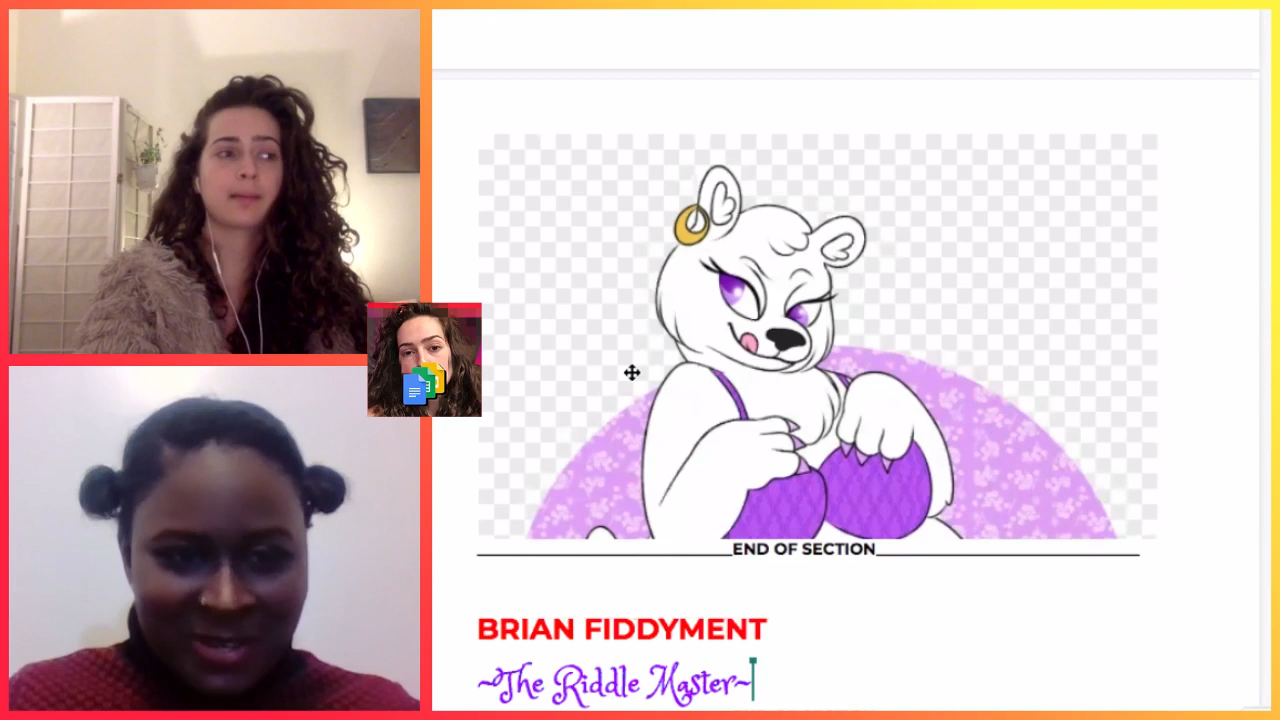 END OF SECTION
BRIAN FIDDYMENT
~The Riddle Master~